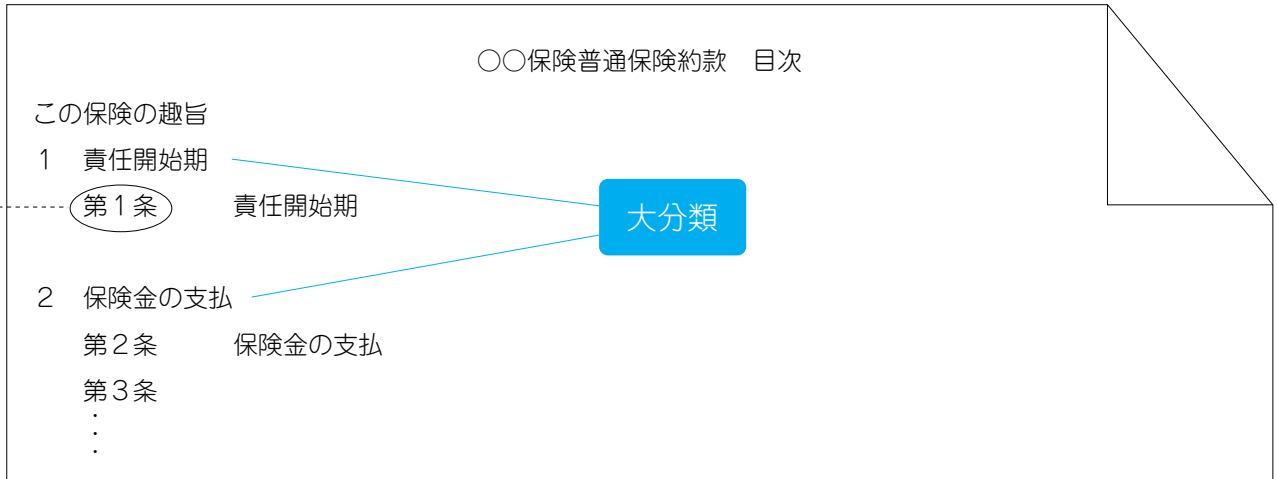 ○○保険普通保険約款　目次
この保険の趣旨
１　責任開始期
第１条　　　責任開始期
大分類
２　保険金の支払
第２条　　　保険金の支払
第３条
・
・
・